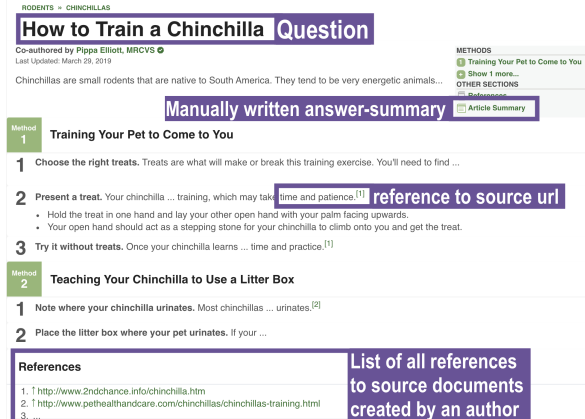 RODENTS » CHINCHILLAS
How to Train a Chinchilla Question
Co-authored by Pippa Elliott, MRCVS
Last Updated: March 29, 2019
Chinchillas are small rodents that are native to South America. They tend to be very energetic animals...
METHODS
1 Training Your Pet to Come to You
+ Show 1 more...
OTHER SECTIONS
References
Article Summary
Manually written answer-summary
Method
1
Training Your Pet to Come to You
1 Choose the right treats. Treats are what will make or break this training exercise. You'll need to find ...
2 Present a treat. Your chinchilla ... training, which may take time and patience.[1] reference to source url
• Hold the treat in one hand and lay your other open hand with your palm facing upwards.
• Your open hand should act as a stepping stone for your chinchilla to climb onto you and get the treat.
3 Try it without treats. Once your chinchilla learns ... time and practice.[1]
Method
2
Teaching Your Chinchilla to Use a Litter Box
1 Note where your chinchilla urinates. Most chinchillas ... urinates.[2]
2 Place the litter box where your pet urinates. If your ...
References
1. ↑ http://www.2ndchance.info/chinchilla.htm
2. ↑ http://www.pethealthandcare.com/chinchillas/chinchillas-training.html
3. ...
List of all references
to source documents
created by an author